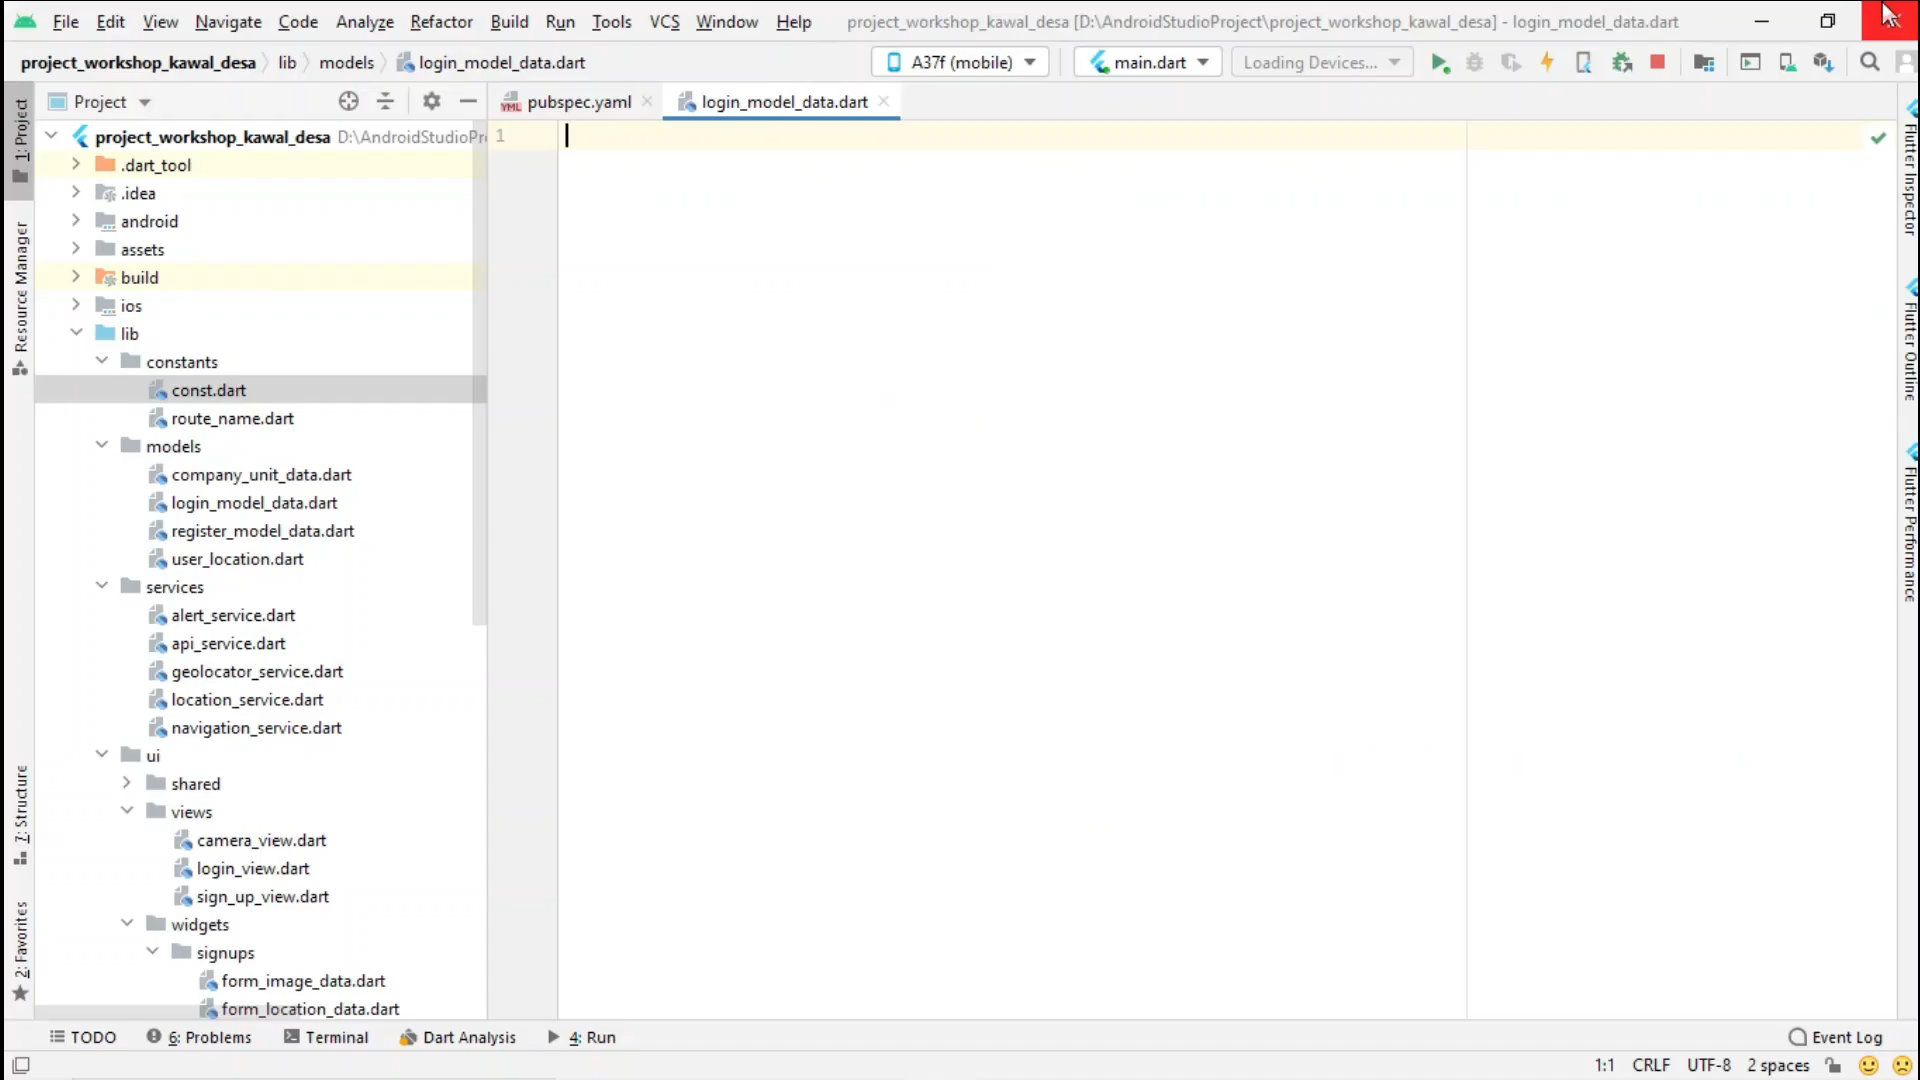 File Edit View Navigate Code Analyze Refactor Build Run Tools VCS Window Help project_workshop_kawal_desa [D:\AndroidStudioProject\project_workshop_kawal_desa] - login_model_data.dart
project_workshop_kawal_desa lib models login_model_data.dart A37f (mobile) main.dart Loading Devices...
Project
pubspec.yaml login_model_data.dart
1: Project
Resource Manager
7: Structure
2: Favorites
project_workshop_kawal_desa D:\AndroidStudioPr
.dart_tool
.idea
android
assets
build
ios
lib
constants
const.dart
route_name.dart
models
company_unit_data.dart
login_model_data.dart
register_model_data.dart
user_location.dart
services
alert_service.dart
api_service.dart
geolocator_service.dart
location_service.dart
navigation_service.dart
ui
shared
views
camera_view.dart
login_view.dart
sign_up_view.dart
widgets
signups
form_image_data.dart
form_location_data.dart
1
Flutter Inspector
Flutter Outline
Flutter Performance
TODO 6: Problems Terminal Dart Analysis 4: Run Event Log
1:1 CRLF UTF-8 2 spaces